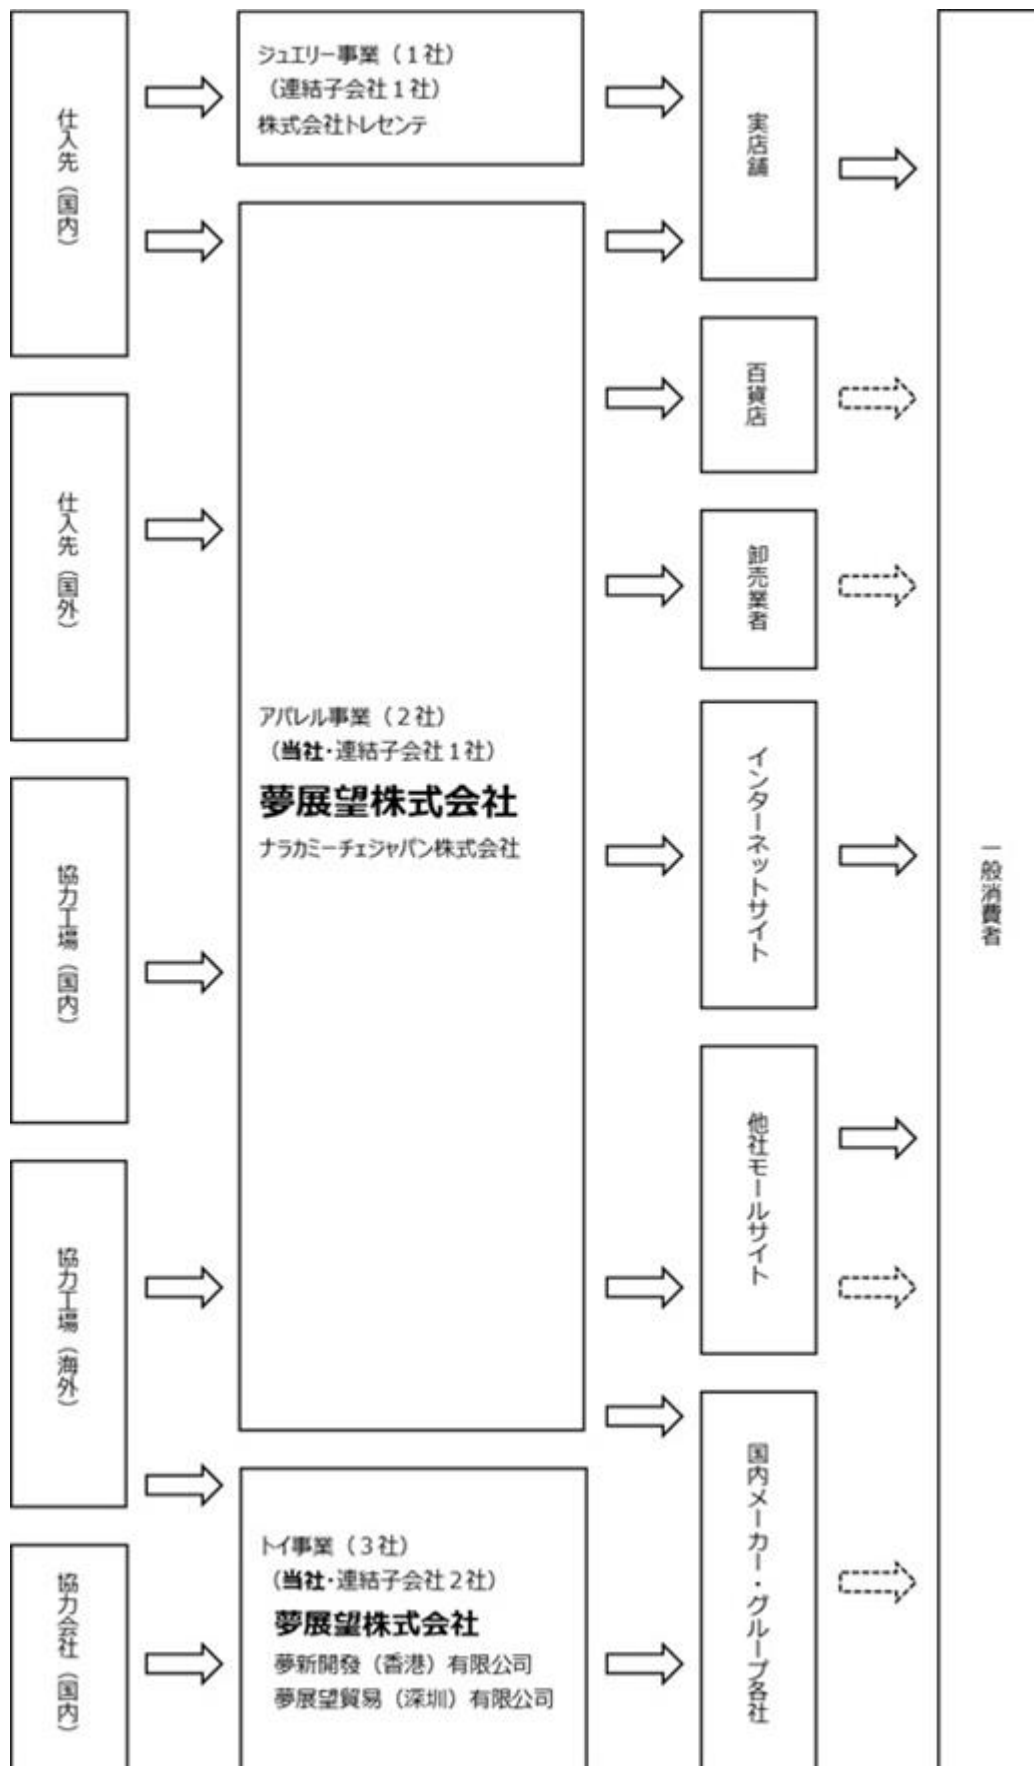 仕入先（国内）
仕入先（国外）
協力工場（国内）
協力工場（海外）
協力会社（国内）
ジュエリー事業（１社）
（連結子会社１社）
株式会社トレセンテ
アパレル事業（２社）
（当社・連結子会社１社）
夢展望株式会社
ナラカミーチェジャパン株式会社
トイ事業（３社）
（当社・連結子会社２社）
夢展望株式会社
夢新開發（香港）有限公司
夢展望貿易（深圳）有限公司
実店舗
百貨店
卸売業者
インターネットサイト
他社モールサイト
国内メーカー・グループ各社
一般消費者